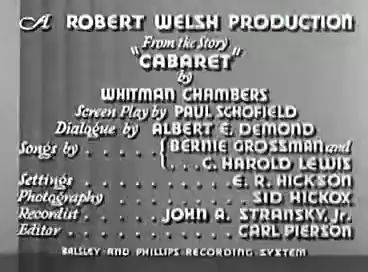 A ROBERT WELSH PRODUCTION
From the Story
"CABARET"
by
WHITMAN CHAMBERS
Screen Play by PAUL SCHOFIELD
Dialogue by ALBERT E. DEMOND
Songs by . . . . . { BERNIE GROSSMAN and
. . . C. HAROLD LEWIS
Settings . . . . . . . . . . E. R. HICKSON
Photography . . . . . . . . . SID HICKOX
Recordist . . . . . JOHN A. STRANSKY, Jr.
Editor . . . . . . . . . . . CARL PIERSON
BALSLEY AND PHILLIPS RECORDING SYSTEM